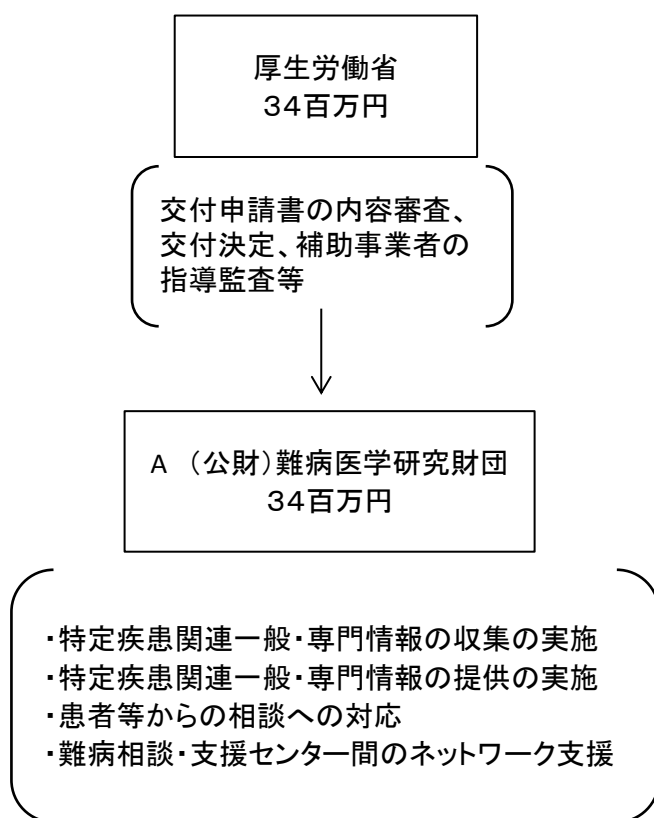 厚生労働省
34百万円
交付申請書の内容審査、
交付決定、補助事業者の
指導監査等
A （公財）難病医学研究財団
34百万円
・特定疾患関連一般・専門情報の収集の実施
・特定疾患関連一般・専門情報の提供の実施
・患者等からの相談への対応
・難病相談・支援センター間のネットワーク支援